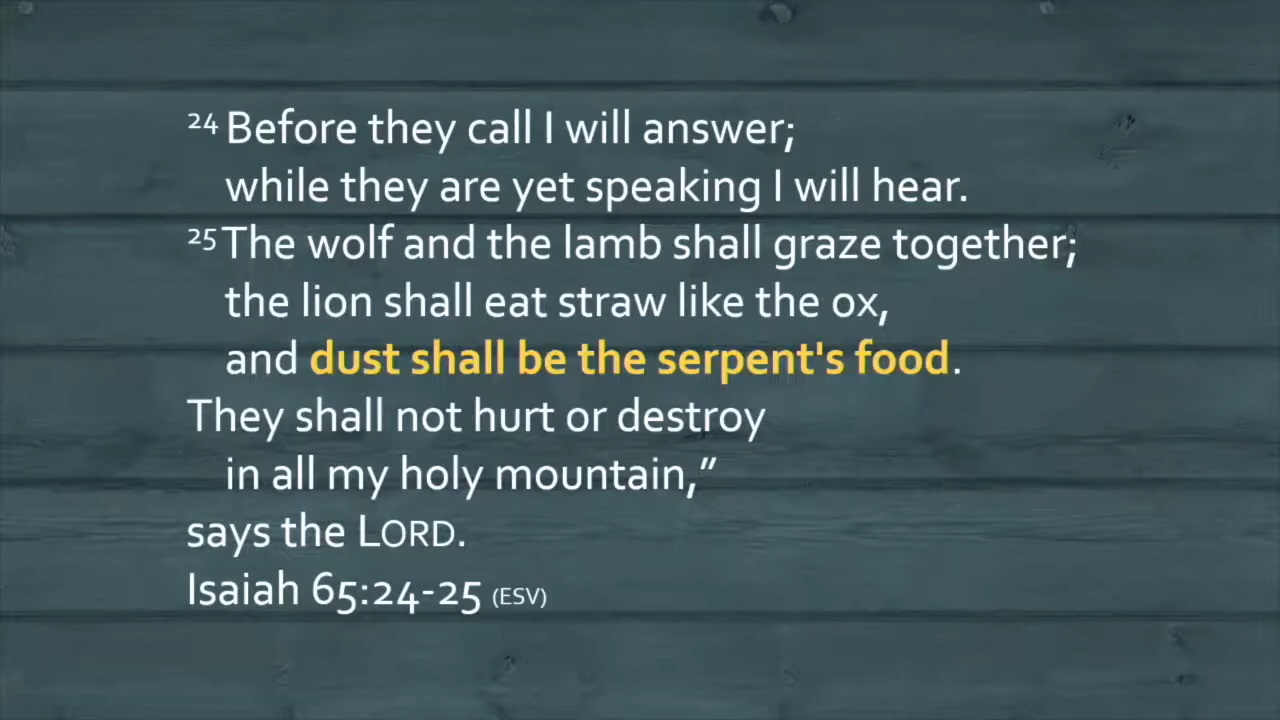 24 Before they call I will answer;
while they are yet speaking I will hear.
25 The wolf and the lamb shall graze together;
the lion shall eat straw like the ox,
and dust shall be the serpent's food.
They shall not hurt or destroy
in all my holy mountain,”
says the LORD.
Isaiah 65:24-25 (ESV)